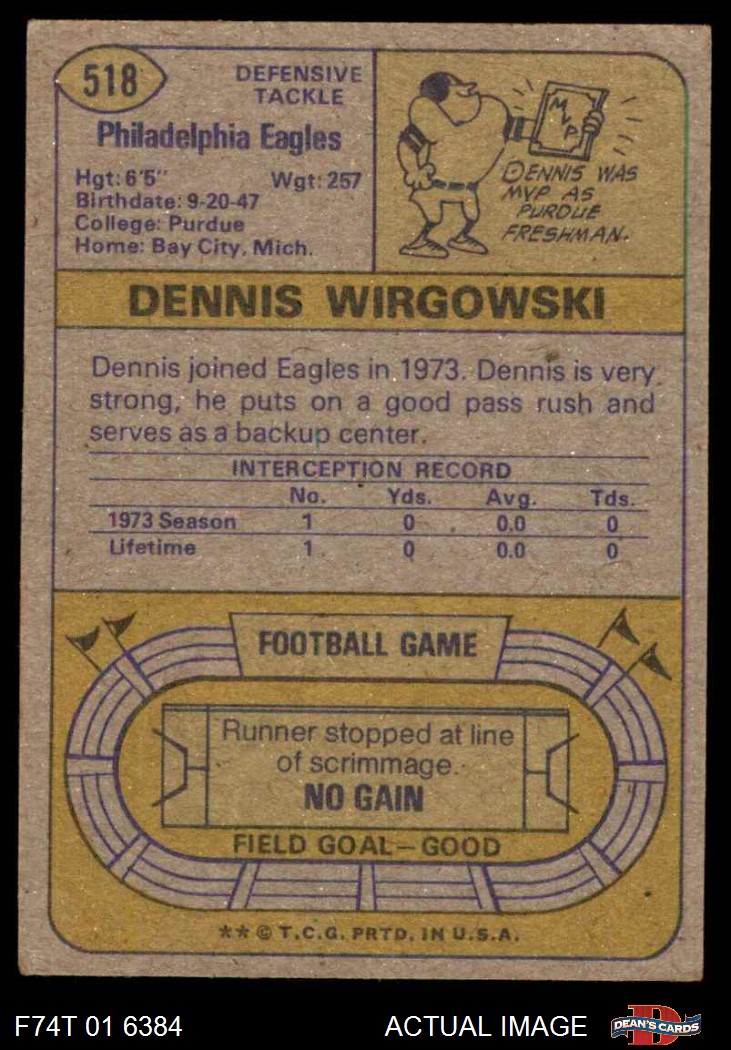 518
DEFENSIVE
TACKLE
Philadelphia Eagles
Hgt: 6'5" Wgt: 257
Birthdate: 9-20-47
College: Purdue
Home: Bay City, Mich.
MVP
DENNIS WAS
MVP AS
PURDUE
FRESHMAN.
DENNIS WIRGOWSKI
Dennis joined Eagles in 1973. Dennis is very
strong, he puts on a good pass rush and
serves as a backup center.
INTERCEPTION RECORD
No. Yds. Avg. Tds.
1973 Season 1 0 0.0 0
Lifetime 1 0 0.0 0
FOOTBALL GAME
Runner stopped at line
of scrimmage.
NO GAIN
FIELD GOAL—GOOD
** © T.C.G. PRTD. IN U.S.A.
F74T 01 6384 ACTUAL IMAGE
D
DEAN'S CARDS